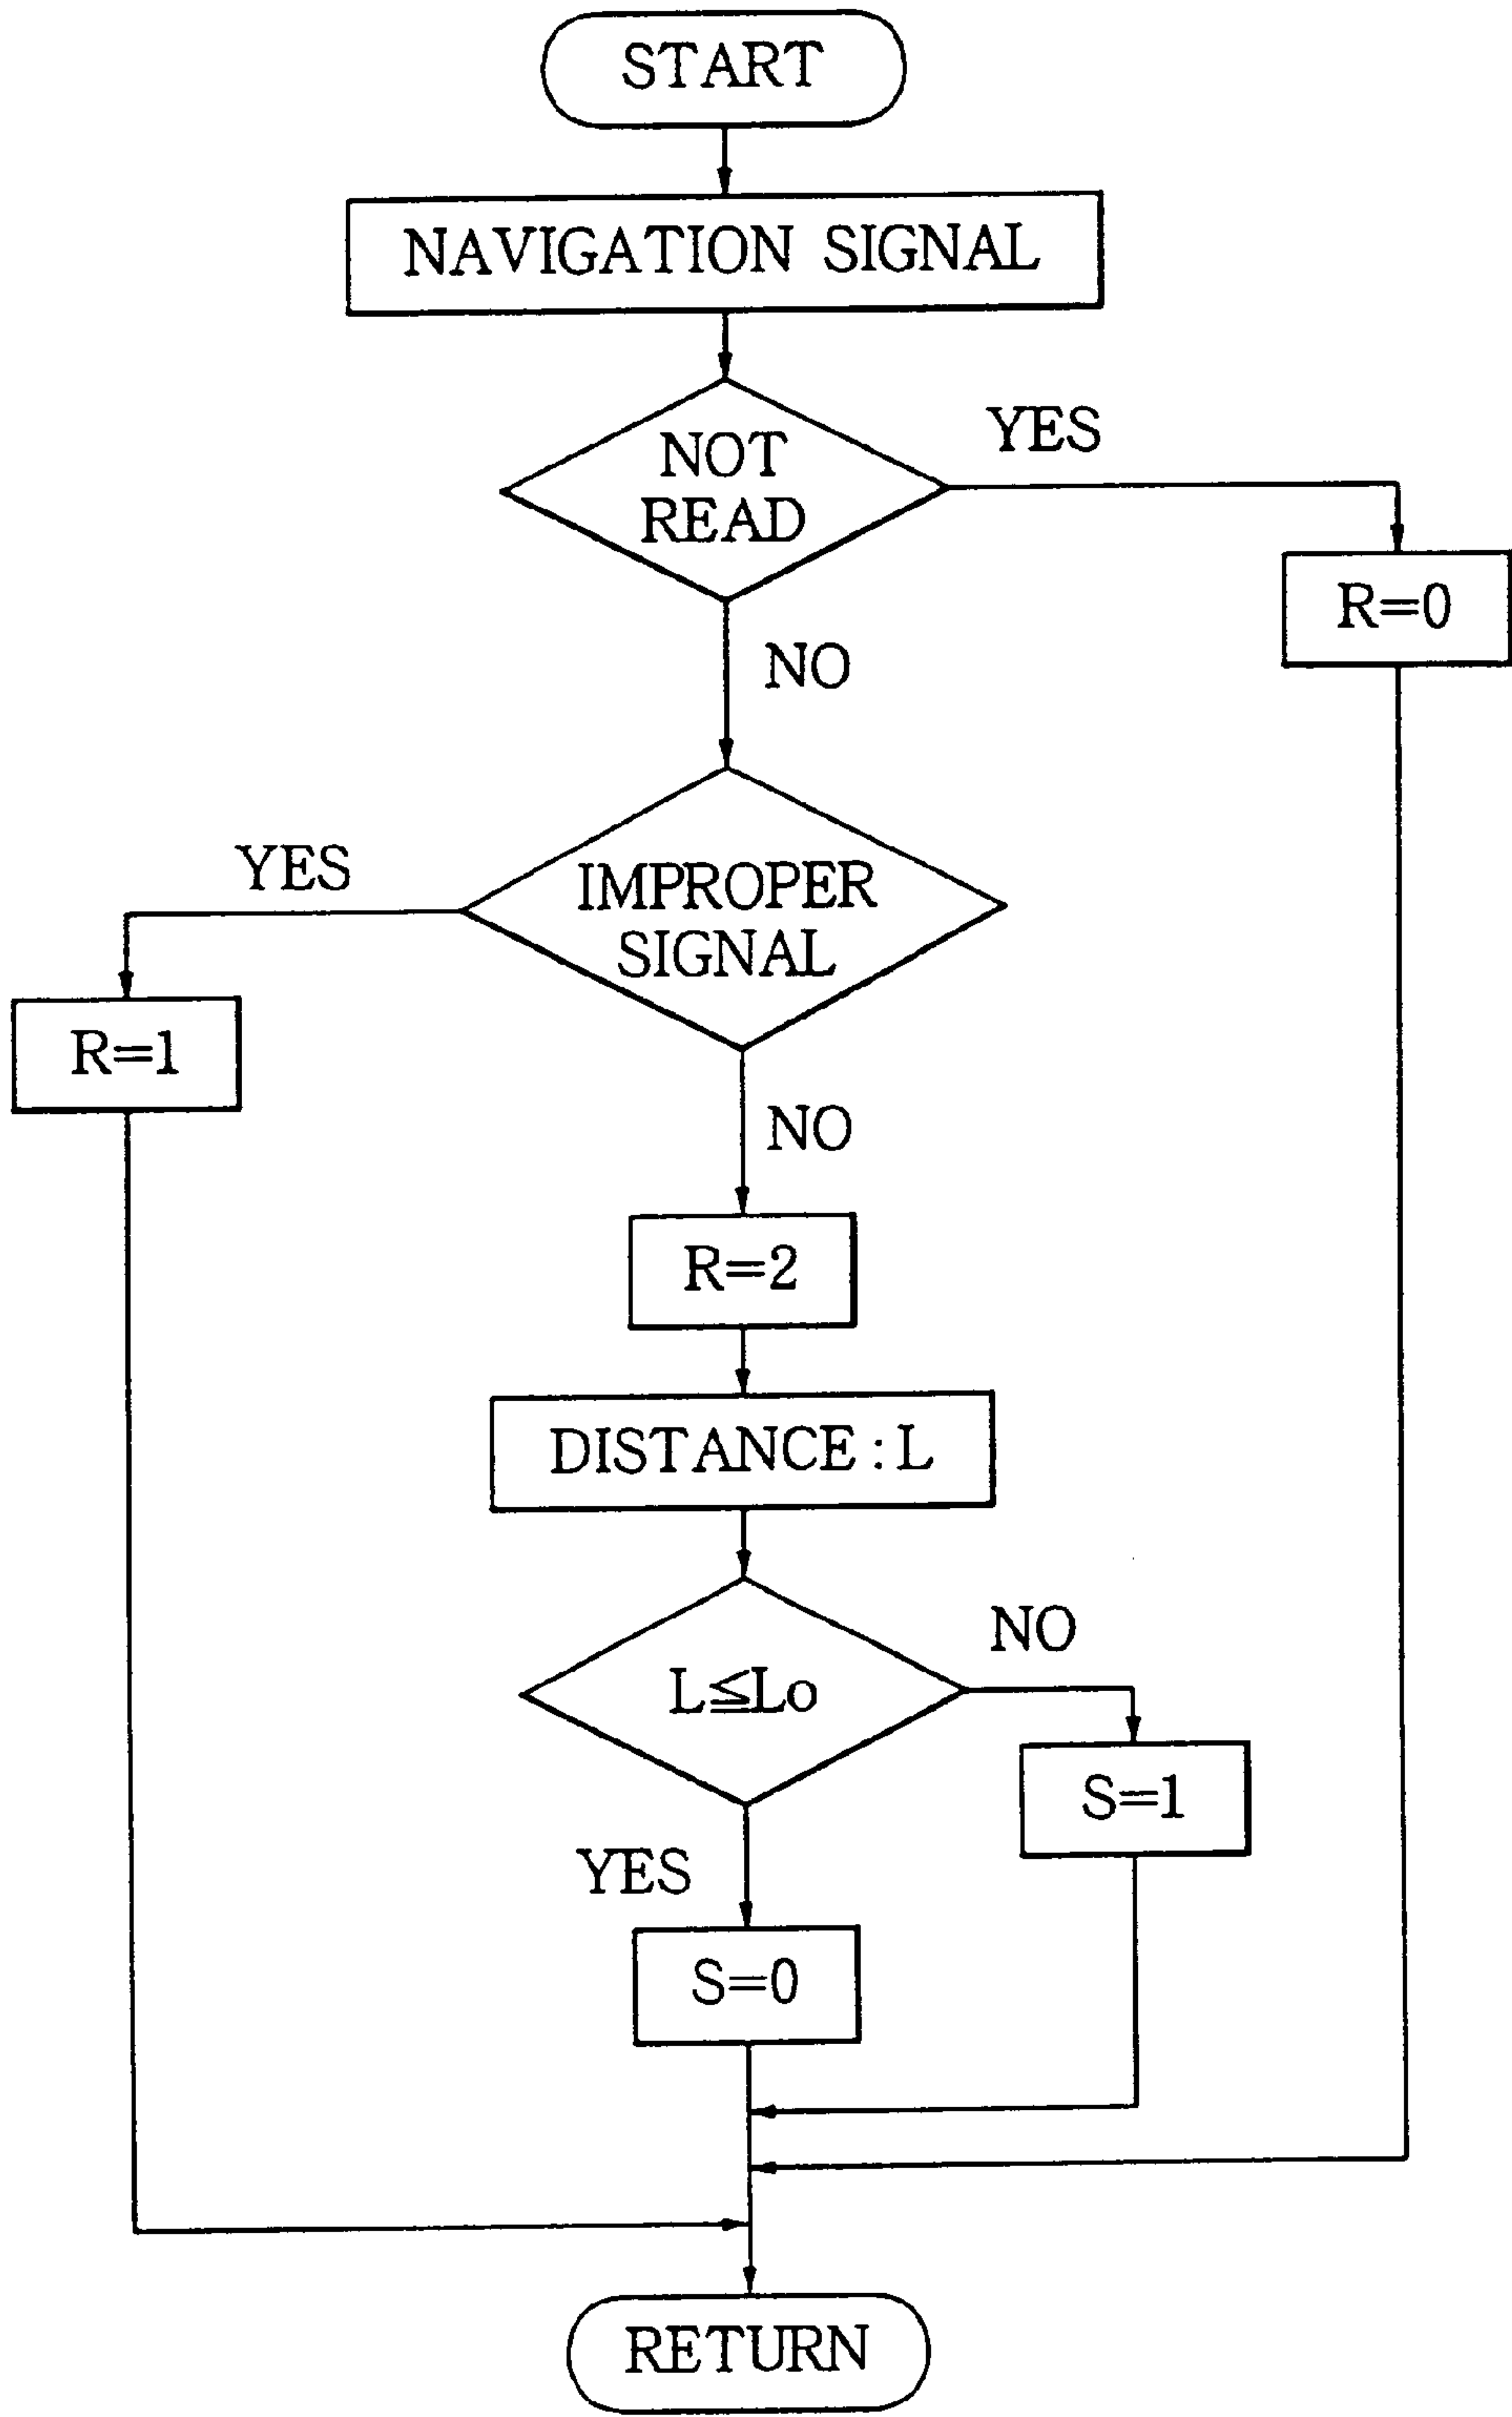 START
NAVIGATION SIGNAL
NOT
READ
YES
R=0
NO
IMPROPER
SIGNAL
YES
R=1
NO
R=2
DISTANCE : L
L≦Lo
NO
S=1
YES
S=0
RETURN